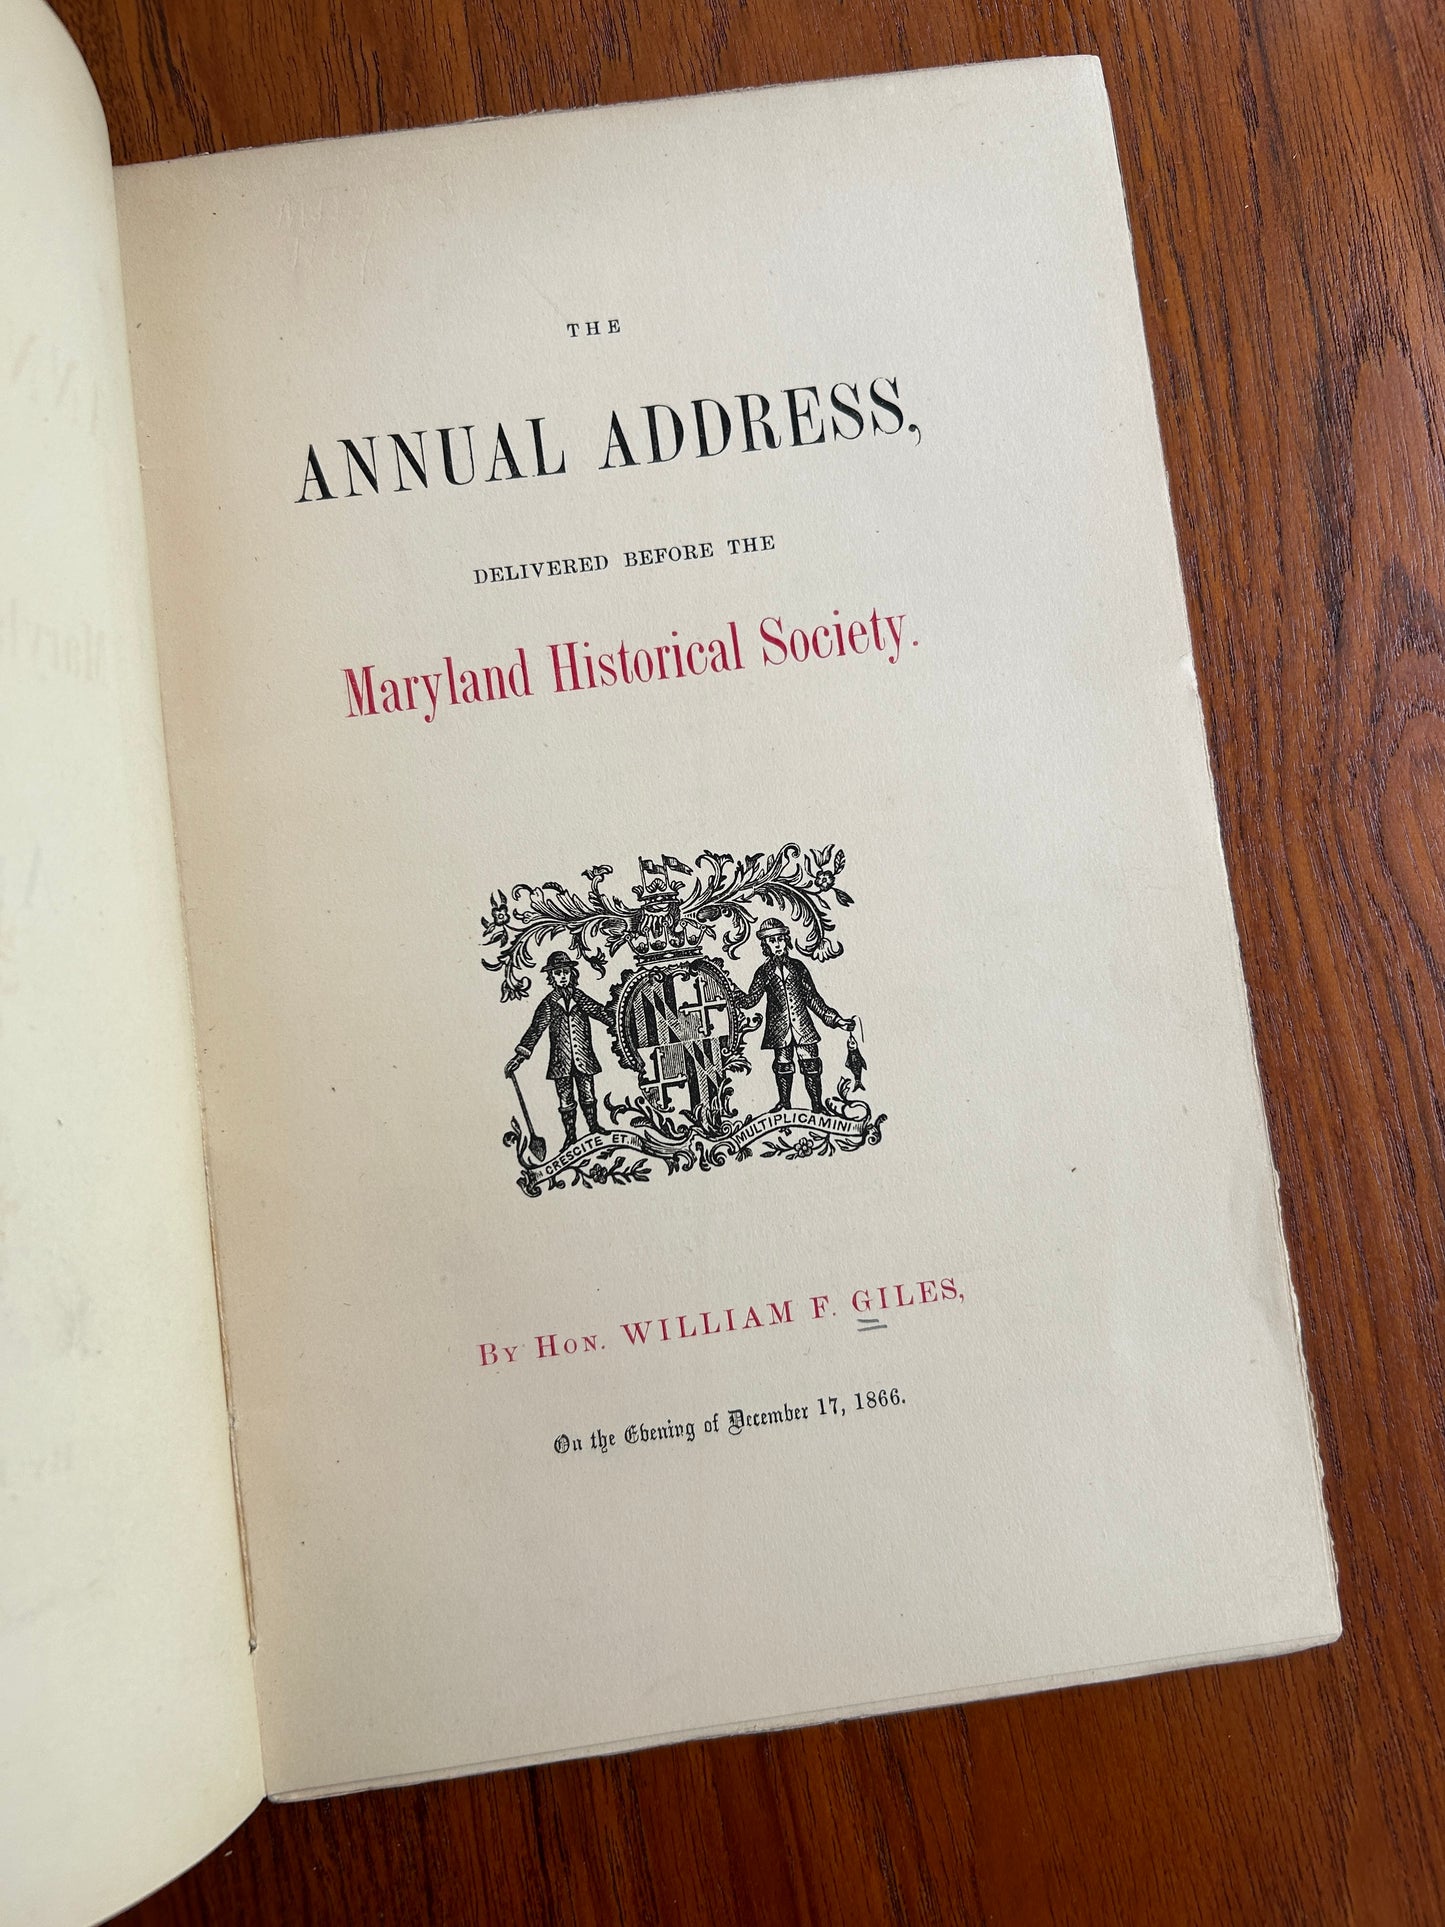 THE
ANNUAL ADDRESS,
DELIVERED BEFORE THE
Maryland Historical Society.
CRESCITE ET
MULTIPLICAMINI
BY HON. WILLIAM F. GILES,
On the Evening of December 17, 1866.